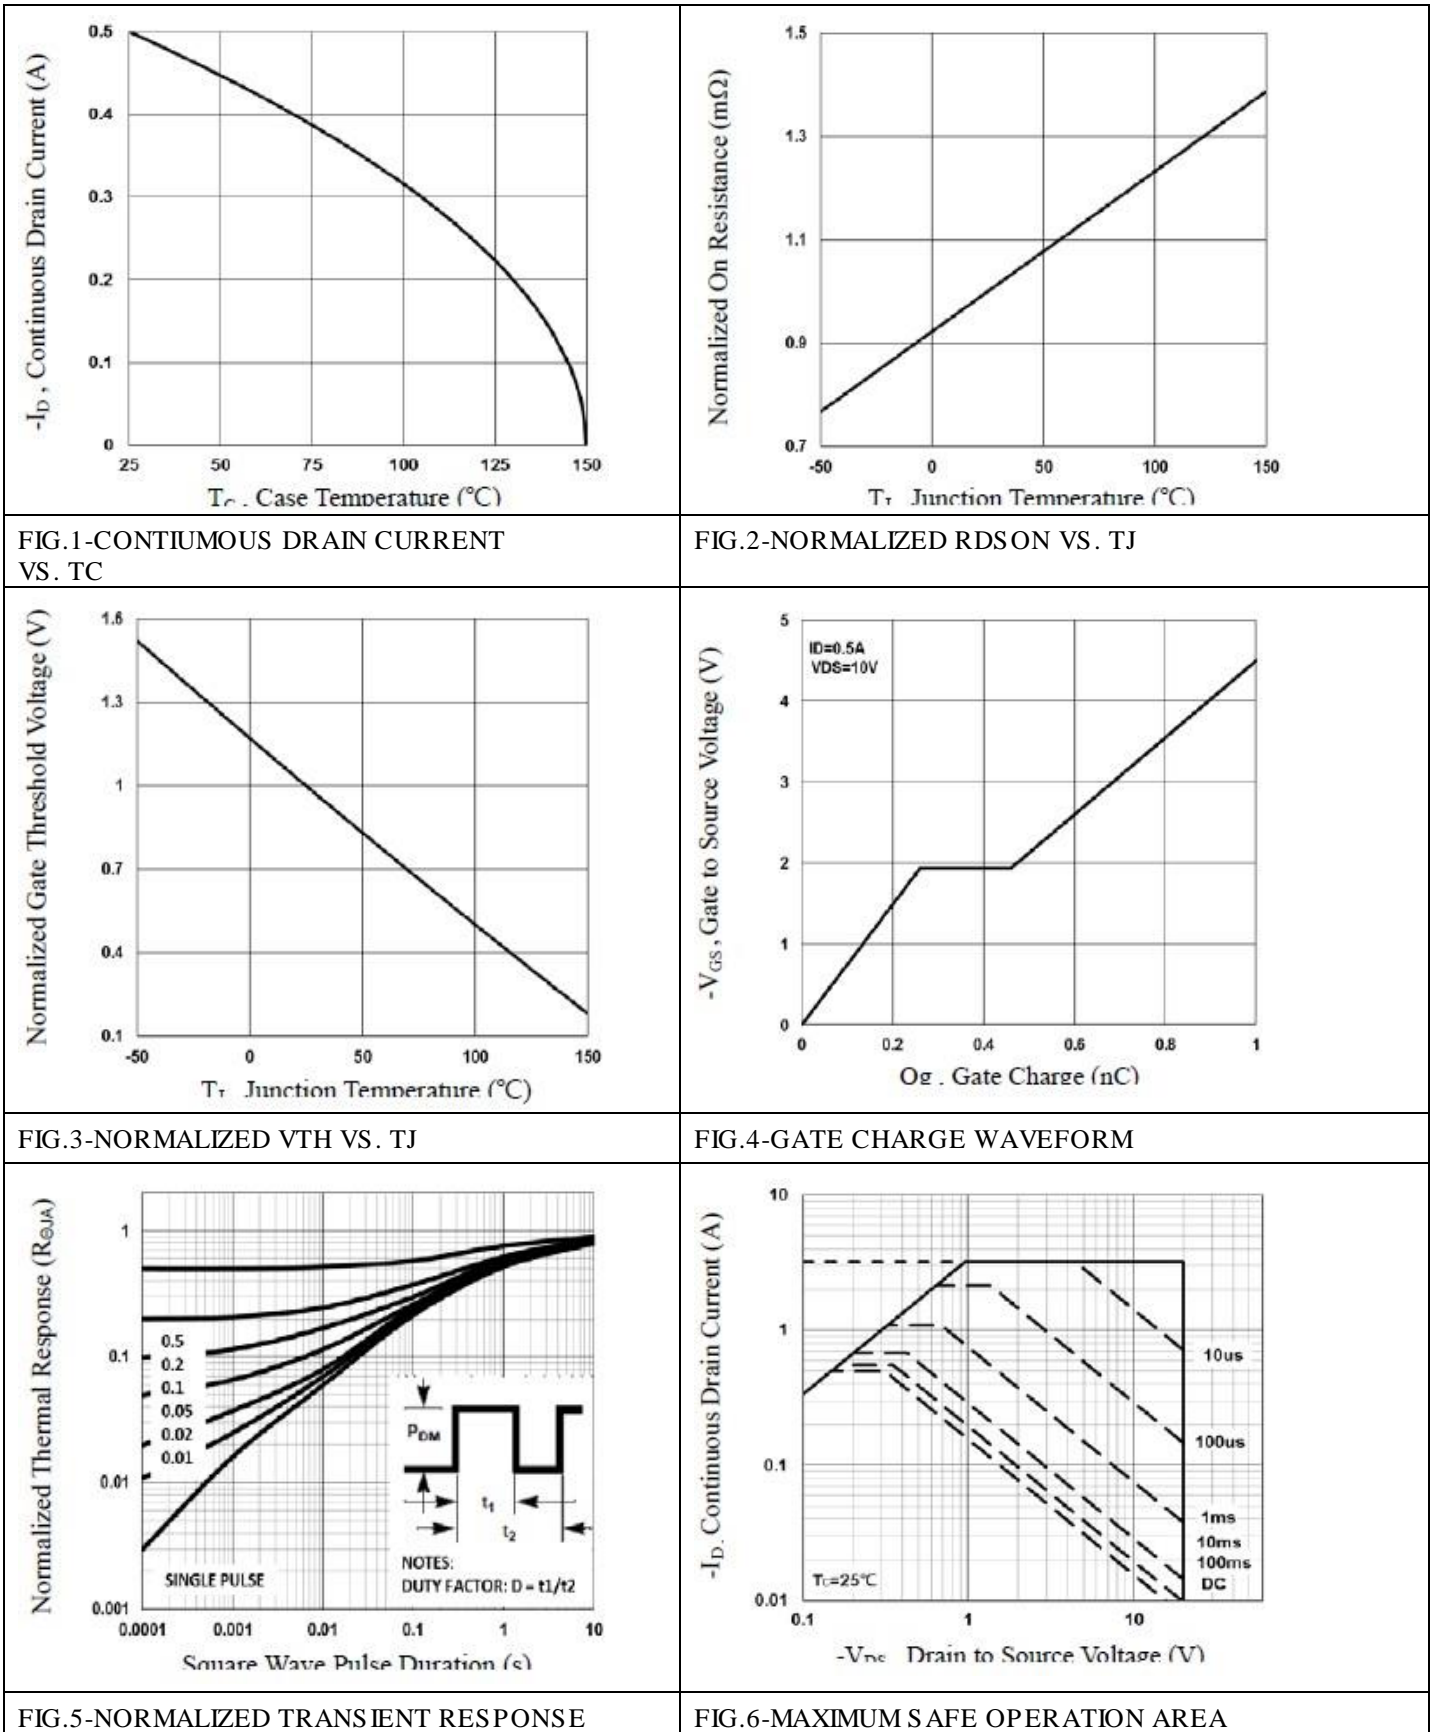 -ID , Continuous Drain Current (A)
0.5
0.4
0.3
0.2
0.1
0
25 50 75 100 125 150
TC , Case Temperature (℃)
FIG.1-CONTIUMOUS DRAIN CURRENT
VS. TC
Normalized On Resistance (mΩ)
1.5
1.3
1.1
0.9
0.7
-50 0 50 100 150
TJ , Junction Temperature (℃)
FIG.2-NORMALIZED RDSON VS. TJ
Normalized Gate Threshold Voltage (V)
1.6
1.3
1
0.7
0.4
0.1
-50 0 50 100 150
TJ , Junction Temperature (℃)
FIG.3-NORMALIZED VTH VS. TJ
-VGS , Gate to Source Voltage (V)
5
4
3
2
1
0
ID=0.5A
VDS=10V
0 0.2 0.4 0.6 0.8 1
Qg , Gate Charge (nC)
FIG.4-GATE CHARGE WAVEFORM
Normalized Thermal Response (RθJA)
1
0.1
0.01
0.001
0.5
0.2
0.1
0.05
0.02
0.01
SINGLE PULSE
PDM
t1
t2
NOTES:
DUTY FACTOR: D = t1/t2
0.0001 0.001 0.01 0.1 1 10
Square Wave Pulse Duration (s)
FIG.5-NORMALIZED TRANSIENT RESPONSE
-ID , Continuous Drain Current (A)
10
1
0.1
0.01
10us
100us
1ms
10ms
100ms
DC
TC=25℃
0.1 1 10
-VDS , Drain to Source Voltage (V)
FIG.6-MAXIMUM SAFE OPERATION AREA